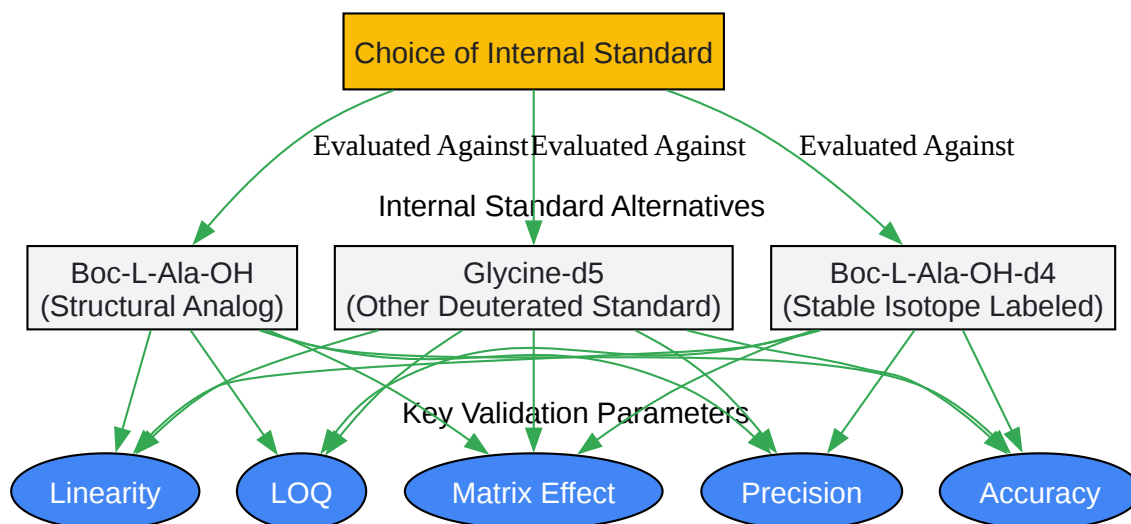 Choice of Internal Standard
Evaluated Against
Evaluated Against
Evaluated Against
Internal Standard Alternatives
Boc-L-Ala-OH
(Structural Analog)
Glycine-d5
(Other Deuterated Standard)
Boc-L-Ala-OH-d4
(Stable Isotope Labeled)
Key Validation Parameters
Linearity
LOQ
Matrix Effect
Precision
Accuracy